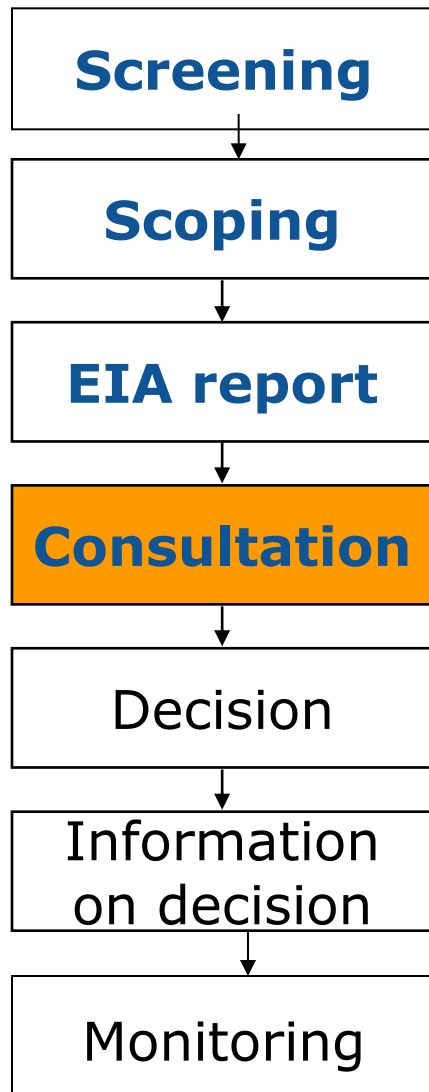 Screening
Scoping
EIA report
Consultation
Decision
Information
on decision
Monitoring